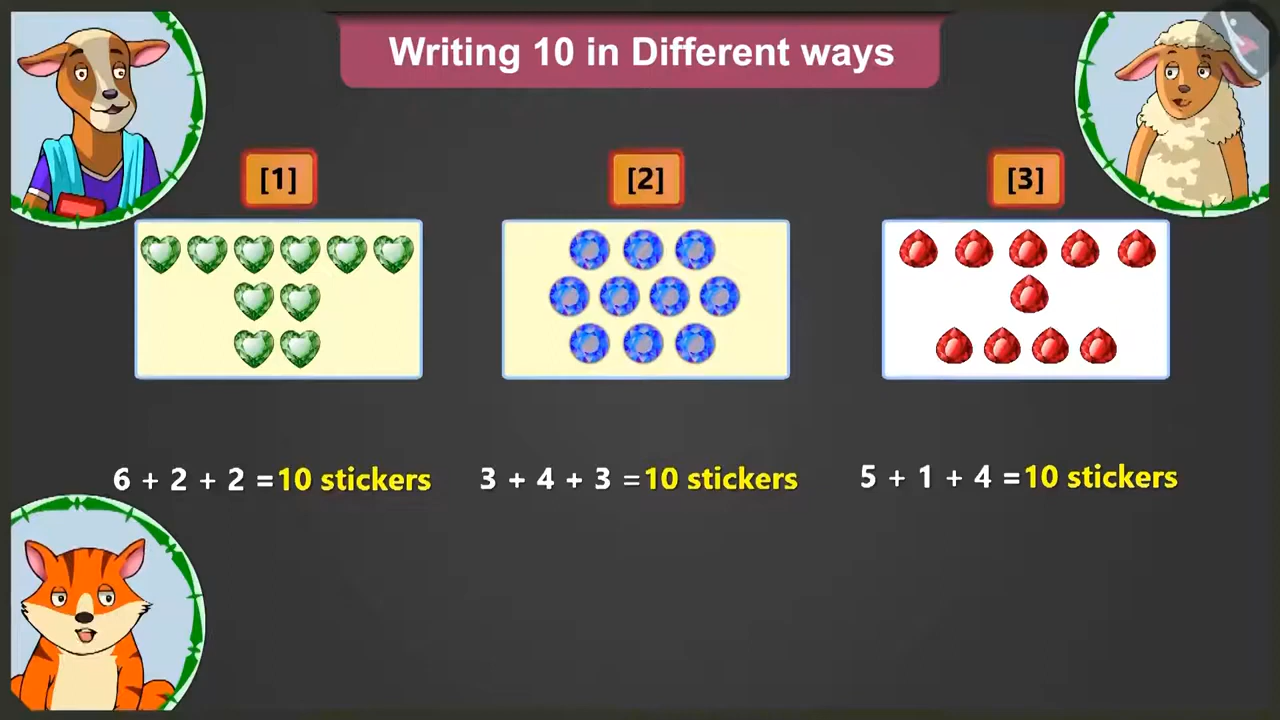 Writing 10 in Different ways
[1]
[2]
[3]
6 + 2 + 2 =10 stickers
3 + 4 + 3 =10 stickers
5 + 1 + 4 =10 stickers